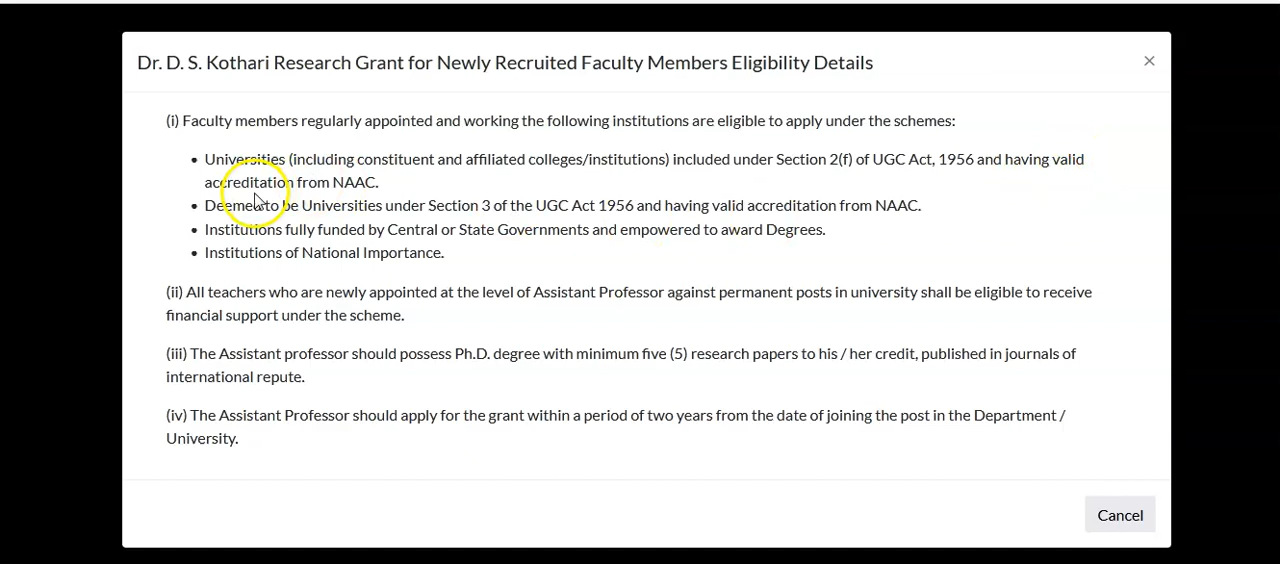 Dr. D. S. Kothari Research Grant for Newly Recruited Faculty Members Eligibility Details
×
(i) Faculty members regularly appointed and working the following institutions are eligible to apply under the schemes:
• Universities (including constituent and affiliated colleges/institutions) included under Section 2(f) of UGC Act, 1956 and having valid
accreditation from NAAC.
• Deemed to be Universities under Section 3 of the UGC Act 1956 and having valid accreditation from NAAC.
• Institutions fully funded by Central or State Governments and empowered to award Degrees.
• Institutions of National Importance.
(ii) All teachers who are newly appointed at the level of Assistant Professor against permanent posts in university shall be eligible to receive
financial support under the scheme.
(iii) The Assistant professor should possess Ph.D. degree with minimum five (5) research papers to his / her credit, published in journals of
international repute.
(iv) The Assistant Professor should apply for the grant within a period of two years from the date of joining the post in the Department /
University.
Cancel